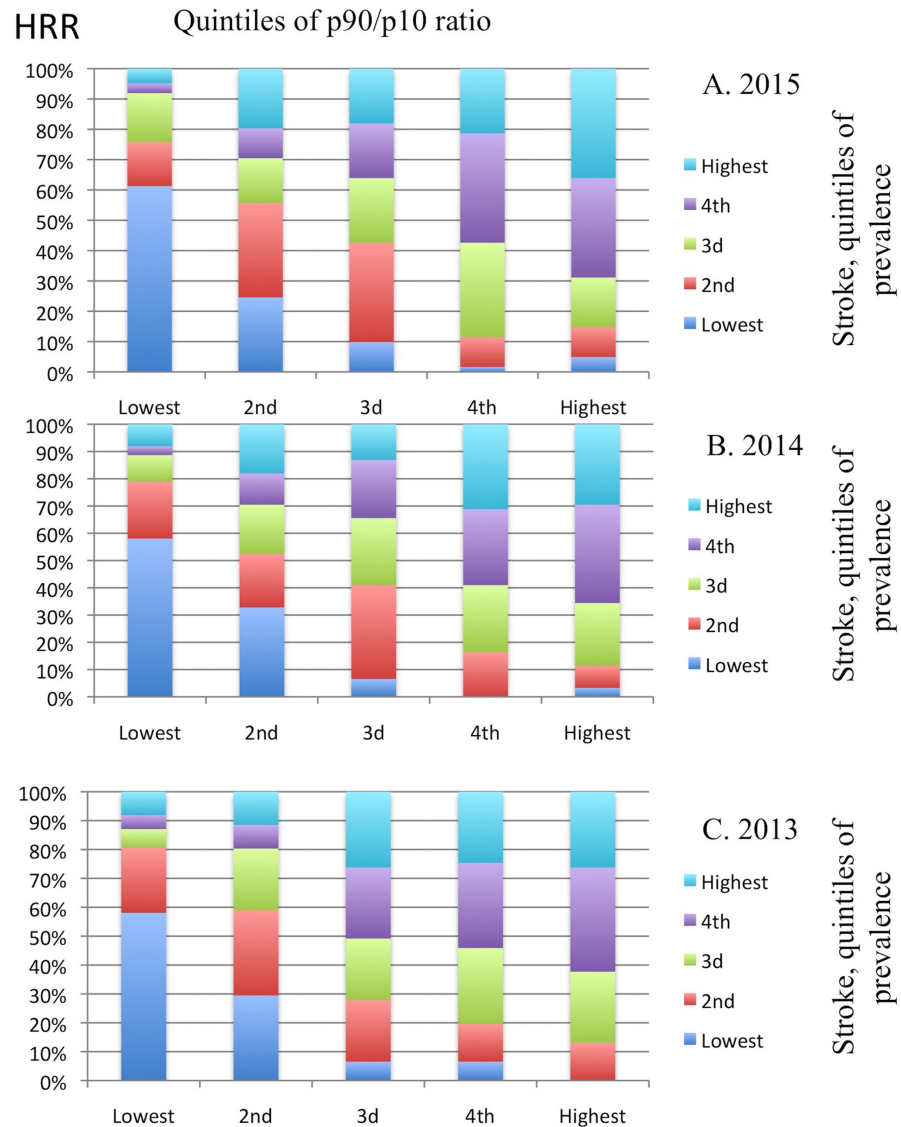 HRR Quintiles of p90/p10 ratio
A. 2015
100%
90%
80%
70%
60%
50%
40%
30%
20%
10%
0%
Lowest 2nd 3d 4th Highest
Highest
4th
3d
2nd
Lowest
Stroke, quintiles of
prevalence
B. 2014
100%
90%
80%
70%
60%
50%
40%
30%
20%
10%
0%
Lowest 2nd 3d 4th Highest
Highest
4th
3d
2nd
Lowest
Stroke, quintiles of
prevalence
C. 2013
100%
90%
80%
70%
60%
50%
40%
30%
20%
10%
0%
Lowest 2nd 3d 4th Highest
Highest
4th
3d
2nd
Lowest
Stroke, quintiles of
prevalence